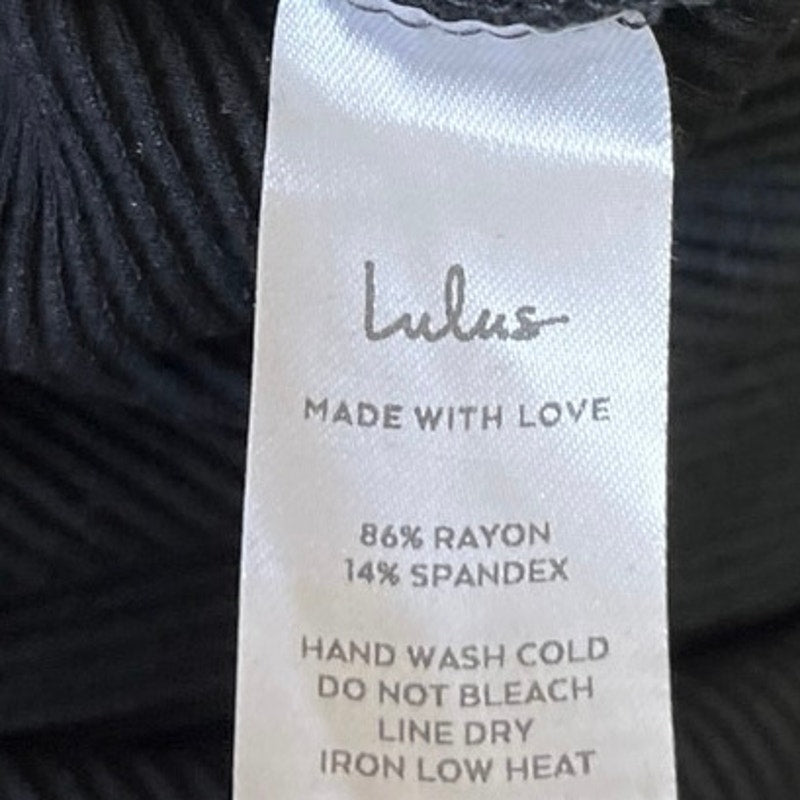 Lulus
MADE WITH LOVE
86% RAYON
14% SPANDEX
HAND WASH COLD
DO NOT BLEACH
LINE DRY
IRON LOW HEAT